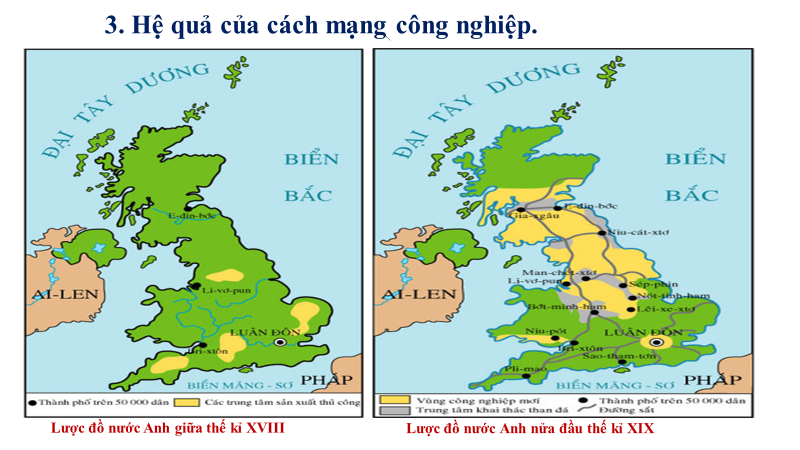 3. Hệ quả của cách mạng công nghiệp.
ĐẠI TÂY DƯƠNG
BIỂN
BẮC
Ê-đin-bớc
AI-LEN
Li-vơ-pun
LUÂN ĐÔN
Bri-xtôn
BIỂN MĂNG - SƠ
PHÁP
Thành phố trên 50 000 dân
Các trung tâm sản xuất thủ công
Lược đồ nước Anh giữa thế kỉ XVIII
ĐẠI TÂY DƯƠNG
BIỂN
BẮC
Ê-đin-bớc
Gla-xgâu
Niu-cát-xtơ
Man-chét-xtơ
Li-vơ-pun
Sép-phin
AI-LEN
Nót-tinh-ham
Bớt-minh-ham
Lêi-xe-xtơ
Niu-pốt
LUÂN ĐÔN
Bri-xtôn
Sao-tham-tơn
Pli-mao
BIỂN MĂNG - SƠ
PHÁP
Vùng công nghiệp mới
Thành phố trên 50 000 dân
Trung tâm khai thác than đá
Đường sắt
Lược đồ nước Anh nửa đầu thế kỉ XIX